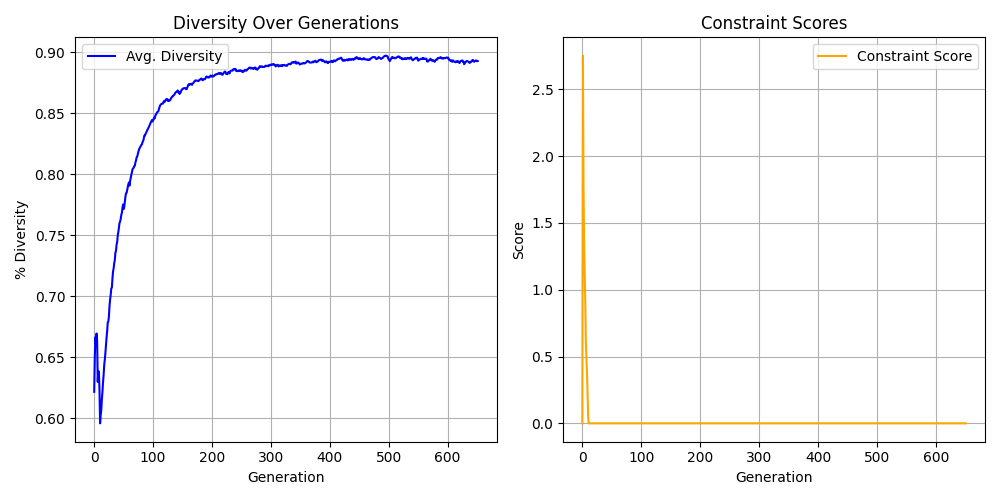 Diversity Over Generations
Avg. Diversity
% Diversity
0.90
0.85
0.80
0.75
0.70
0.65
0.60
0 100 200 300 400 500 600
Generation
Constraint Scores
Constraint Score
Score
2.5
2.0
1.5
1.0
0.5
0.0
0 100 200 300 400 500 600
Generation